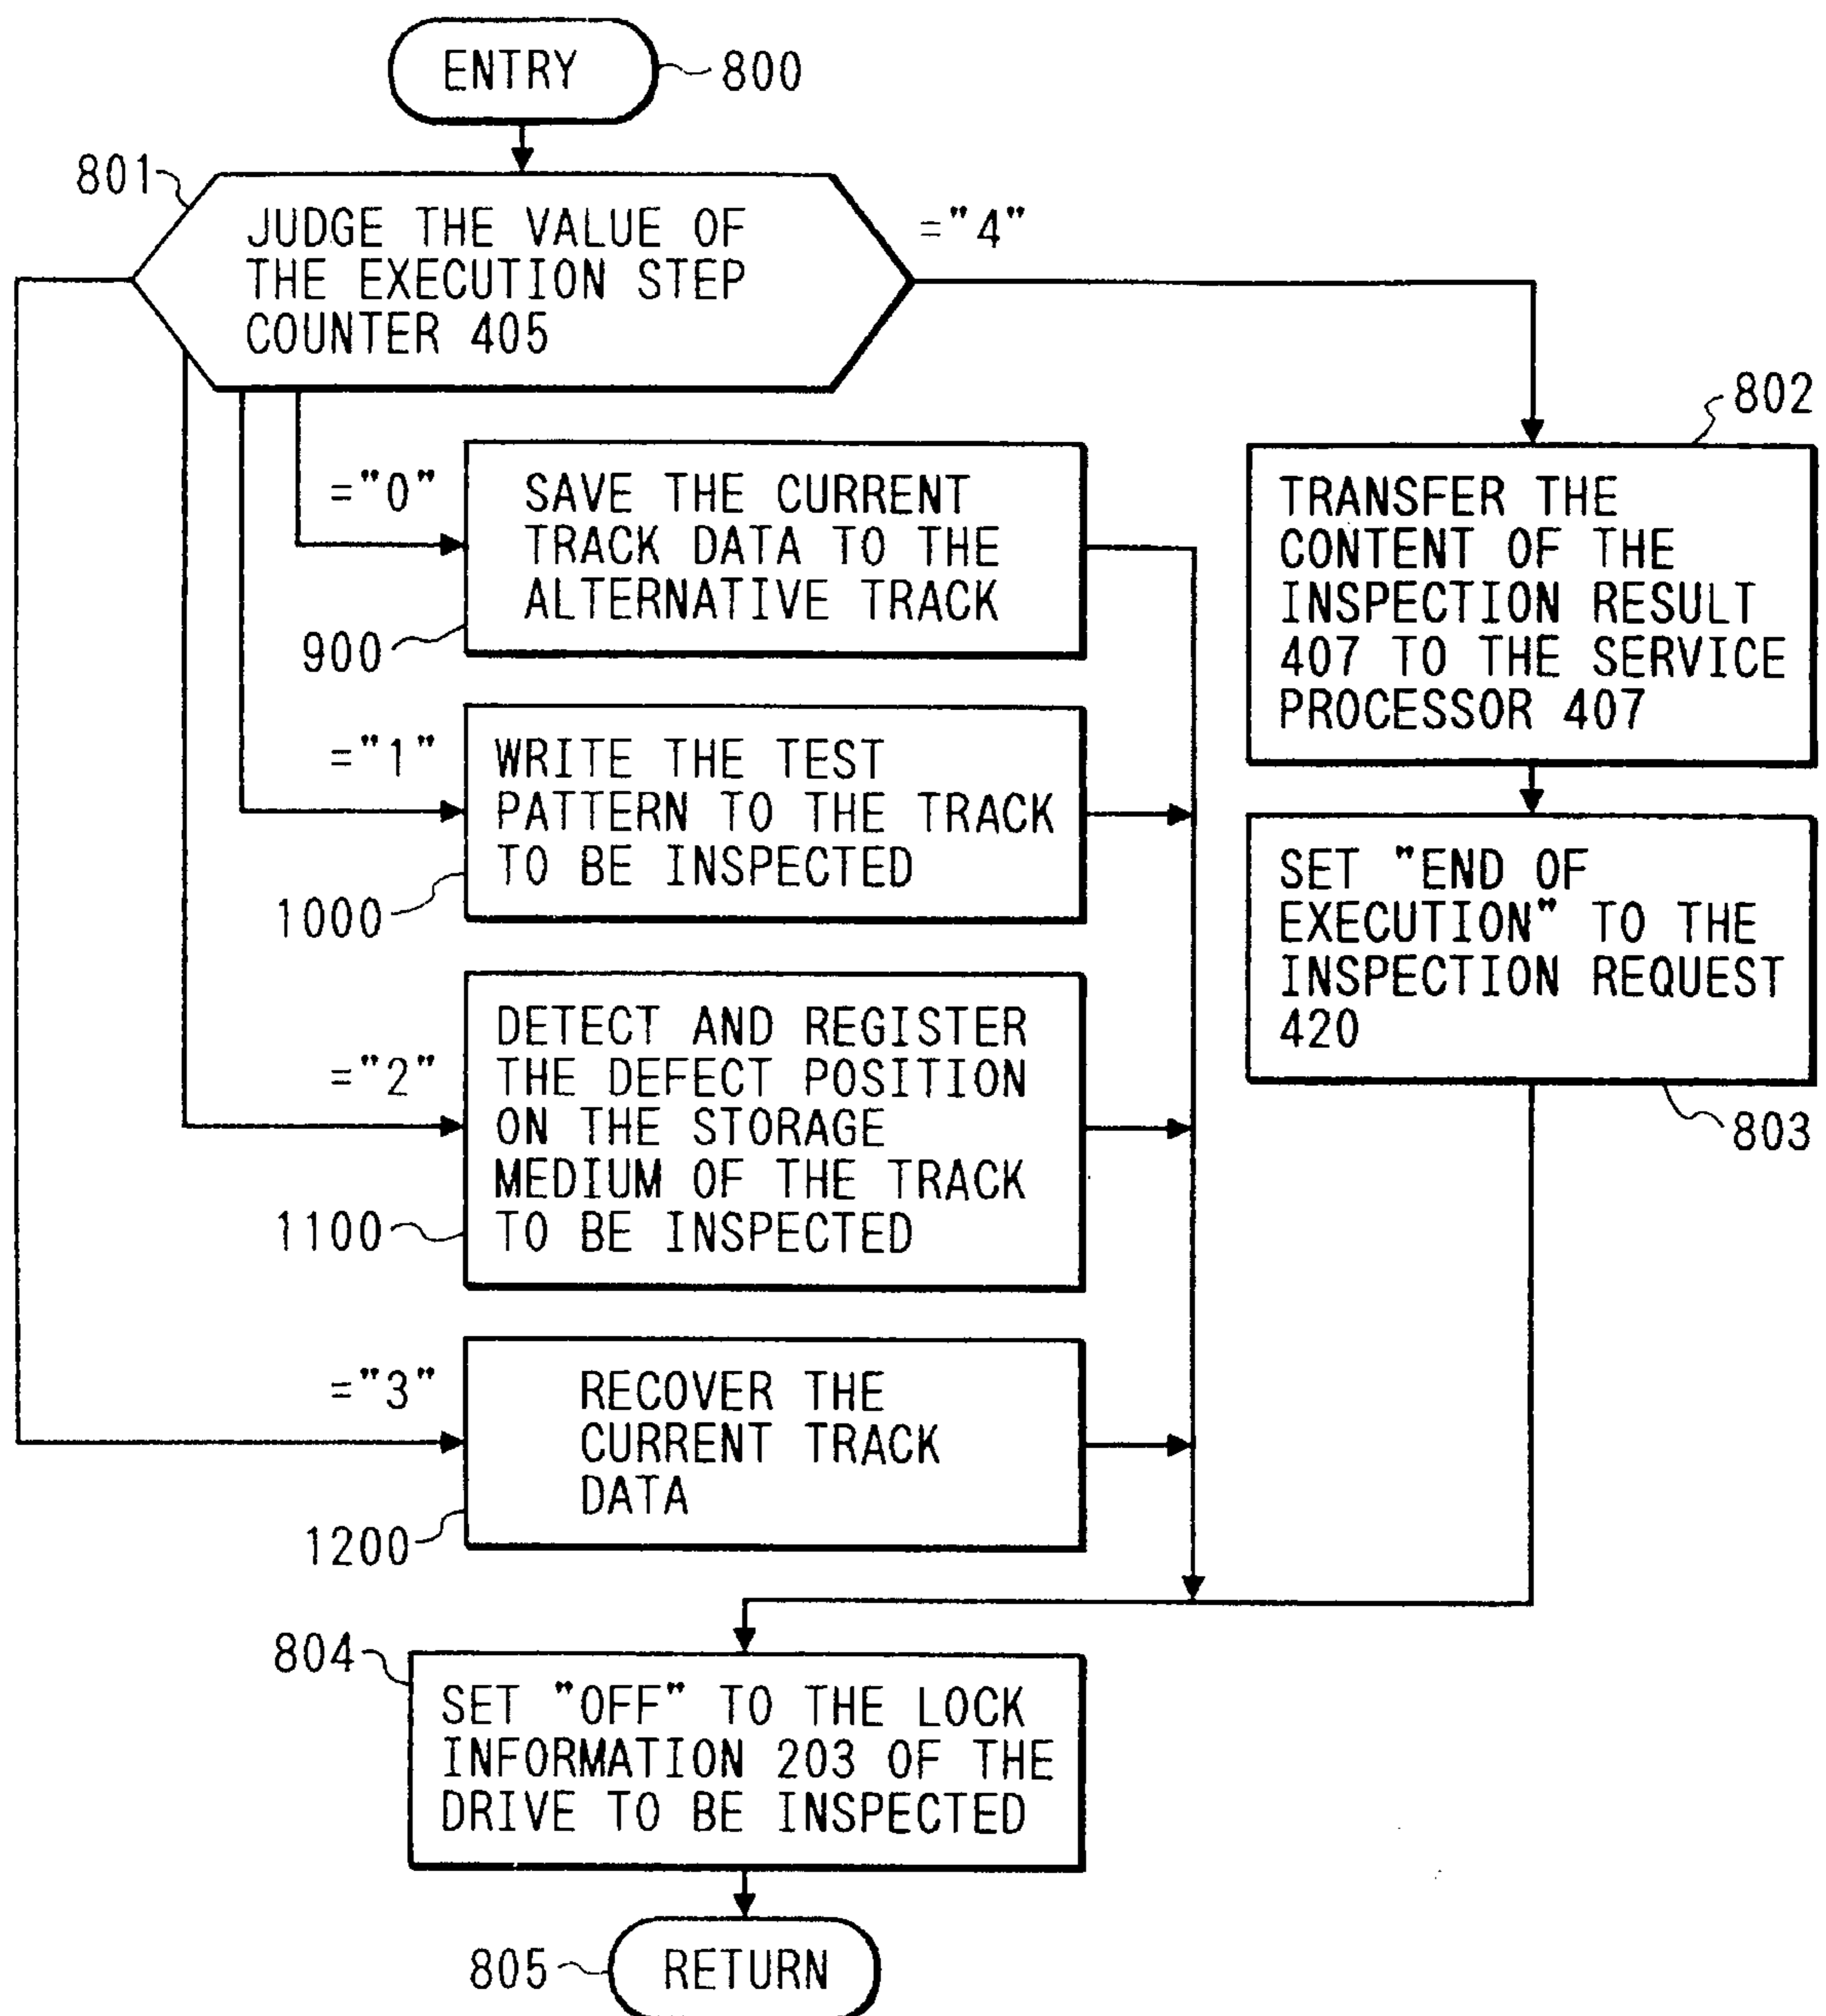 ENTRY
800
801
JUDGE THE VALUE OF
THE EXECUTION STEP
COUNTER 405
="4"
802
="0"
SAVE THE CURRENT
TRACK DATA TO THE
ALTERNATIVE TRACK
900
TRANSFER THE
CONTENT OF THE
INSPECTION RESULT
407 TO THE SERVICE
PROCESSOR 407
="1"
WRITE THE TEST
PATTERN TO THE TRACK
TO BE INSPECTED
1000
SET "END OF
EXECUTION" TO THE
INSPECTION REQUEST
420
803
="2"
DETECT AND REGISTER
THE DEFECT POSITION
ON THE STORAGE
MEDIUM OF THE TRACK
TO BE INSPECTED
1100
="3"
RECOVER THE
CURRENT TRACK
DATA
1200
804
SET "OFF" TO THE LOCK
INFORMATION 203 OF THE
DRIVE TO BE INSPECTED
805
RETURN